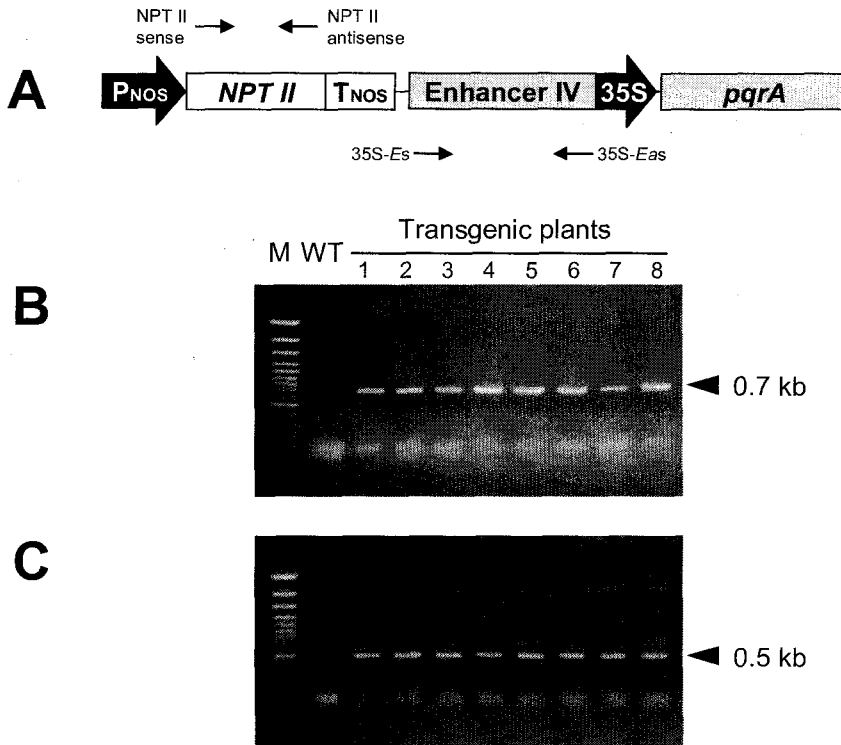 NPT II sense
NPT II antisense
A
PNOS NPT II TNOS Enhancer IV 35S pqrA
35S-Es 35S-Eas
Transgenic plants
M WT 1 2 3 4 5 6 7 8
B
0.7 kb
C
0.5 kb